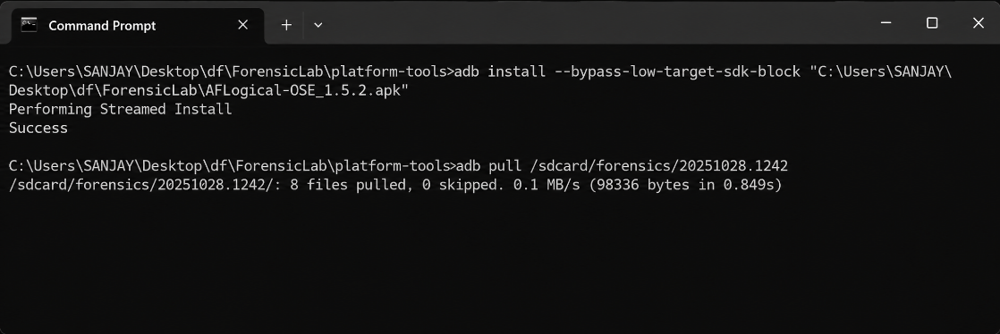 Command Prompt
C:\Users\SANJAY\Desktop\df\ForensicLab\platform-tools>adb install --bypass-low-target-sdk-block "C:\Users\SANJAY\
Desktop\df\ForensicLab\AFLogical-OSE_1.5.2.apk"
Performing Streamed Install
Success
C:\Users\SANJAY\Desktop\df\ForensicLab\platform-tools>adb pull /sdcard/forensics/20251028.1242
/sdcard/forensics/20251028.1242/: 8 files pulled, 0 skipped. 0.1 MB/s (98336 bytes in 0.849s)